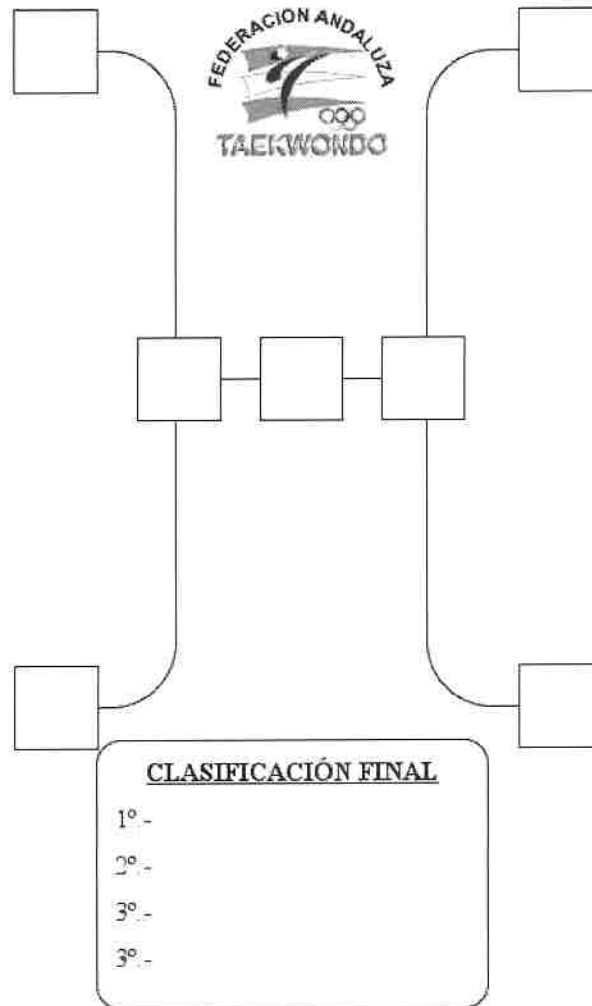 FEDERACION ANDALUZA
TAEKWONDO
CLASIFICACIÓN FINAL
1º.-
2º.-
3º.-
3º.-